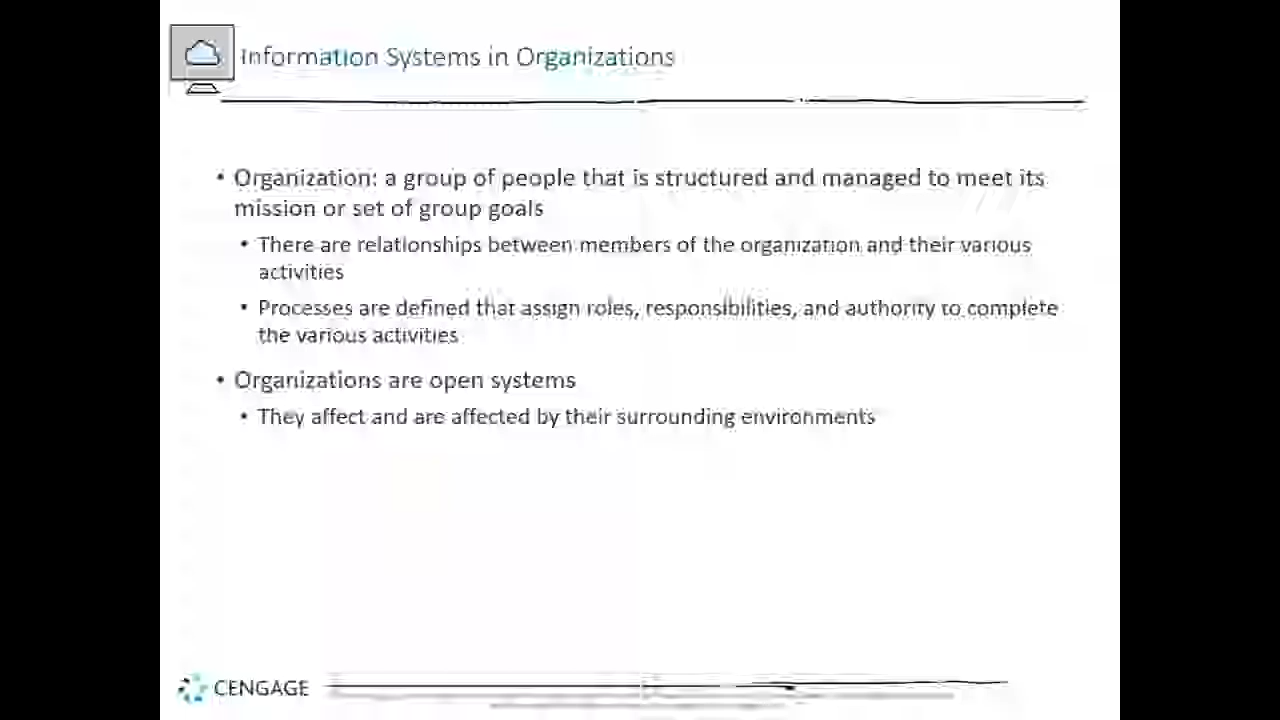 Information Systems in Organizations
• Organization: a group of people that is structured and managed to meet its
mission or set of group goals
• There are relationships between members of the organization and their various
activities
• Processes are defined that assign roles, responsibilities, and authority to complete
the various activities
• Organizations are open systems
• They affect and are affected by their surrounding environments
CENGAGE